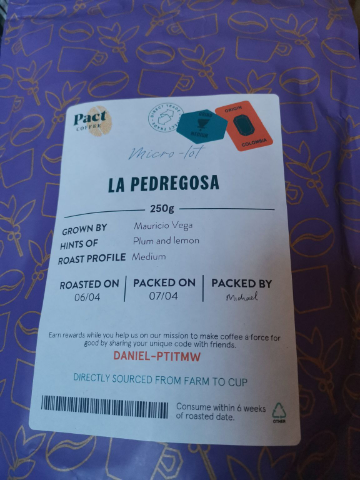 Pact
COFFEE
DIRECT TRADE
Micro-lot
COLOMBIA
LA PEDREGOSA
250g
GROWN BY Mauricio Vega
HINTS OF Plum and lemon
ROAST PROFILE Medium
ROASTED ON PACKED ON PACKED BY
06/04 07/04 Michael
Earn rewards while you help us on our mission to make coffee a force for
good by sharing your unique code with friends.
DANIEL-PTITMW
DIRECTLY SOURCED FROM FARM TO CUP
Consume within 6 weeks
of roasted date.
OTHER